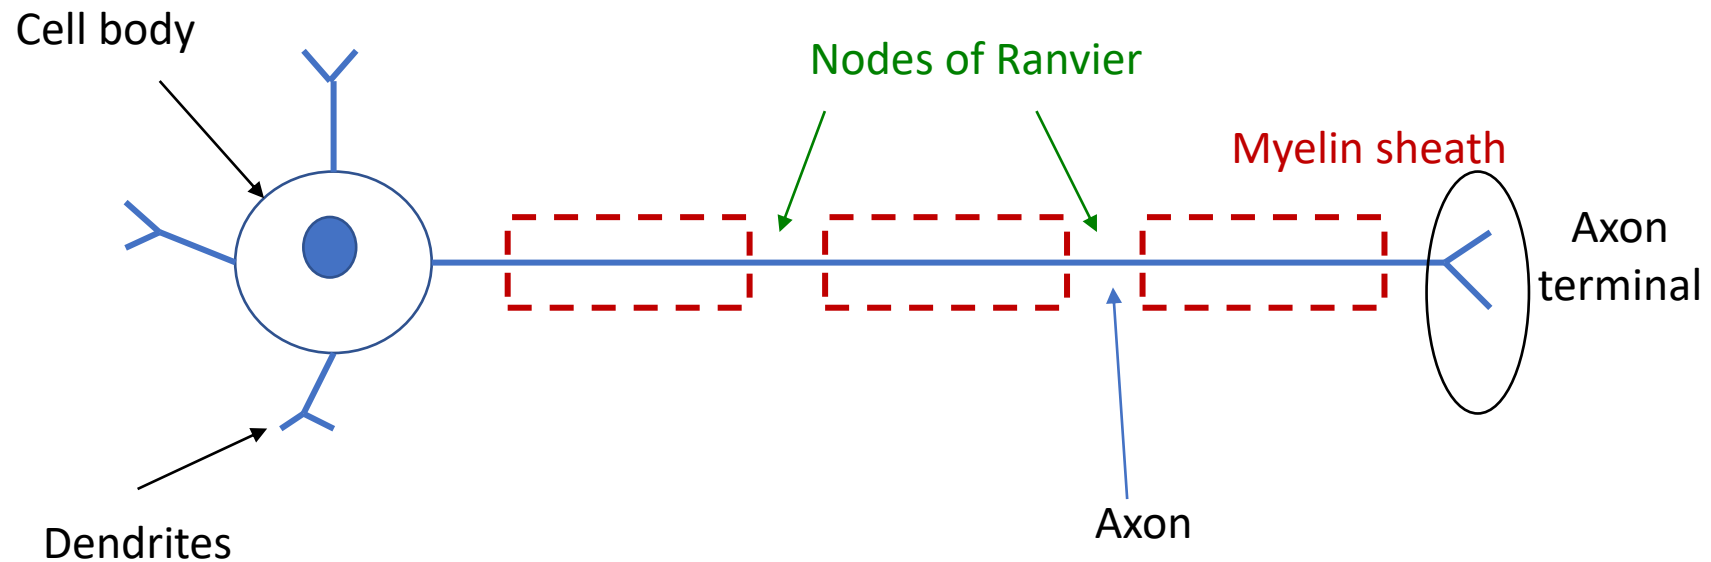 Cell body
Nodes of Ranvier
Myelin sheath
Axon
terminal
Axon
Dendrites